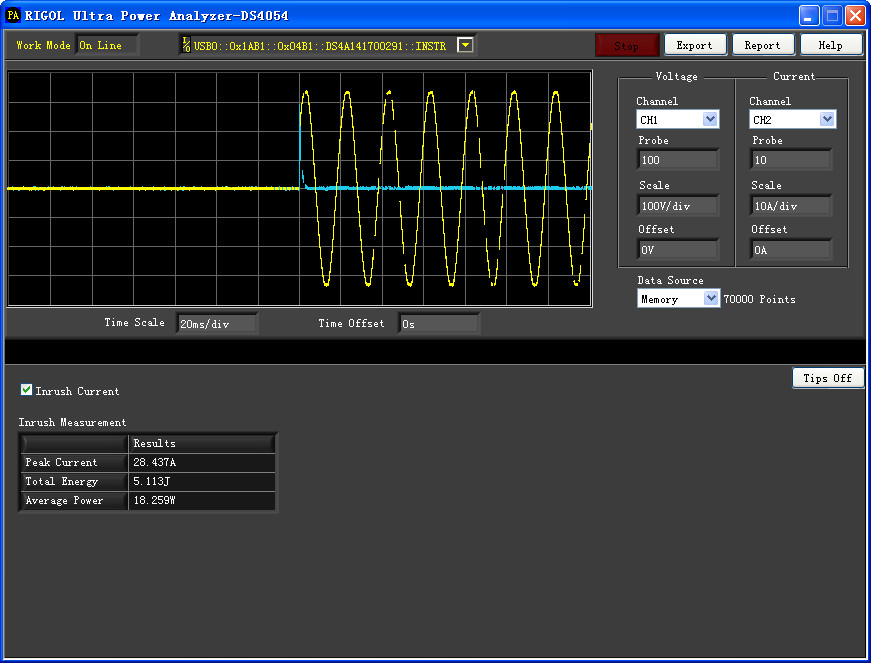 PA RIGOL Ultra Power Analyzer-DS4054
Work Mode On Line
I/O USB0::0x1AB1::0x04B1::DS4A141700291::INSTR
Stop
Export
Report
Help
Voltage
Current
Channel
Channel
CH1
CH2
Probe
Probe
100
10
Scale
Scale
100V/div
10A/div
Offset
Offset
0V
0A
Data Source
Memory 70000 Points
Time Scale 20ms/div
Time Offset 0s
Tips Off
Inrush Current
Inrush Measurement
Results
Peak Current 28.437A
Total Energy 5.113J
Average Power 18.259W